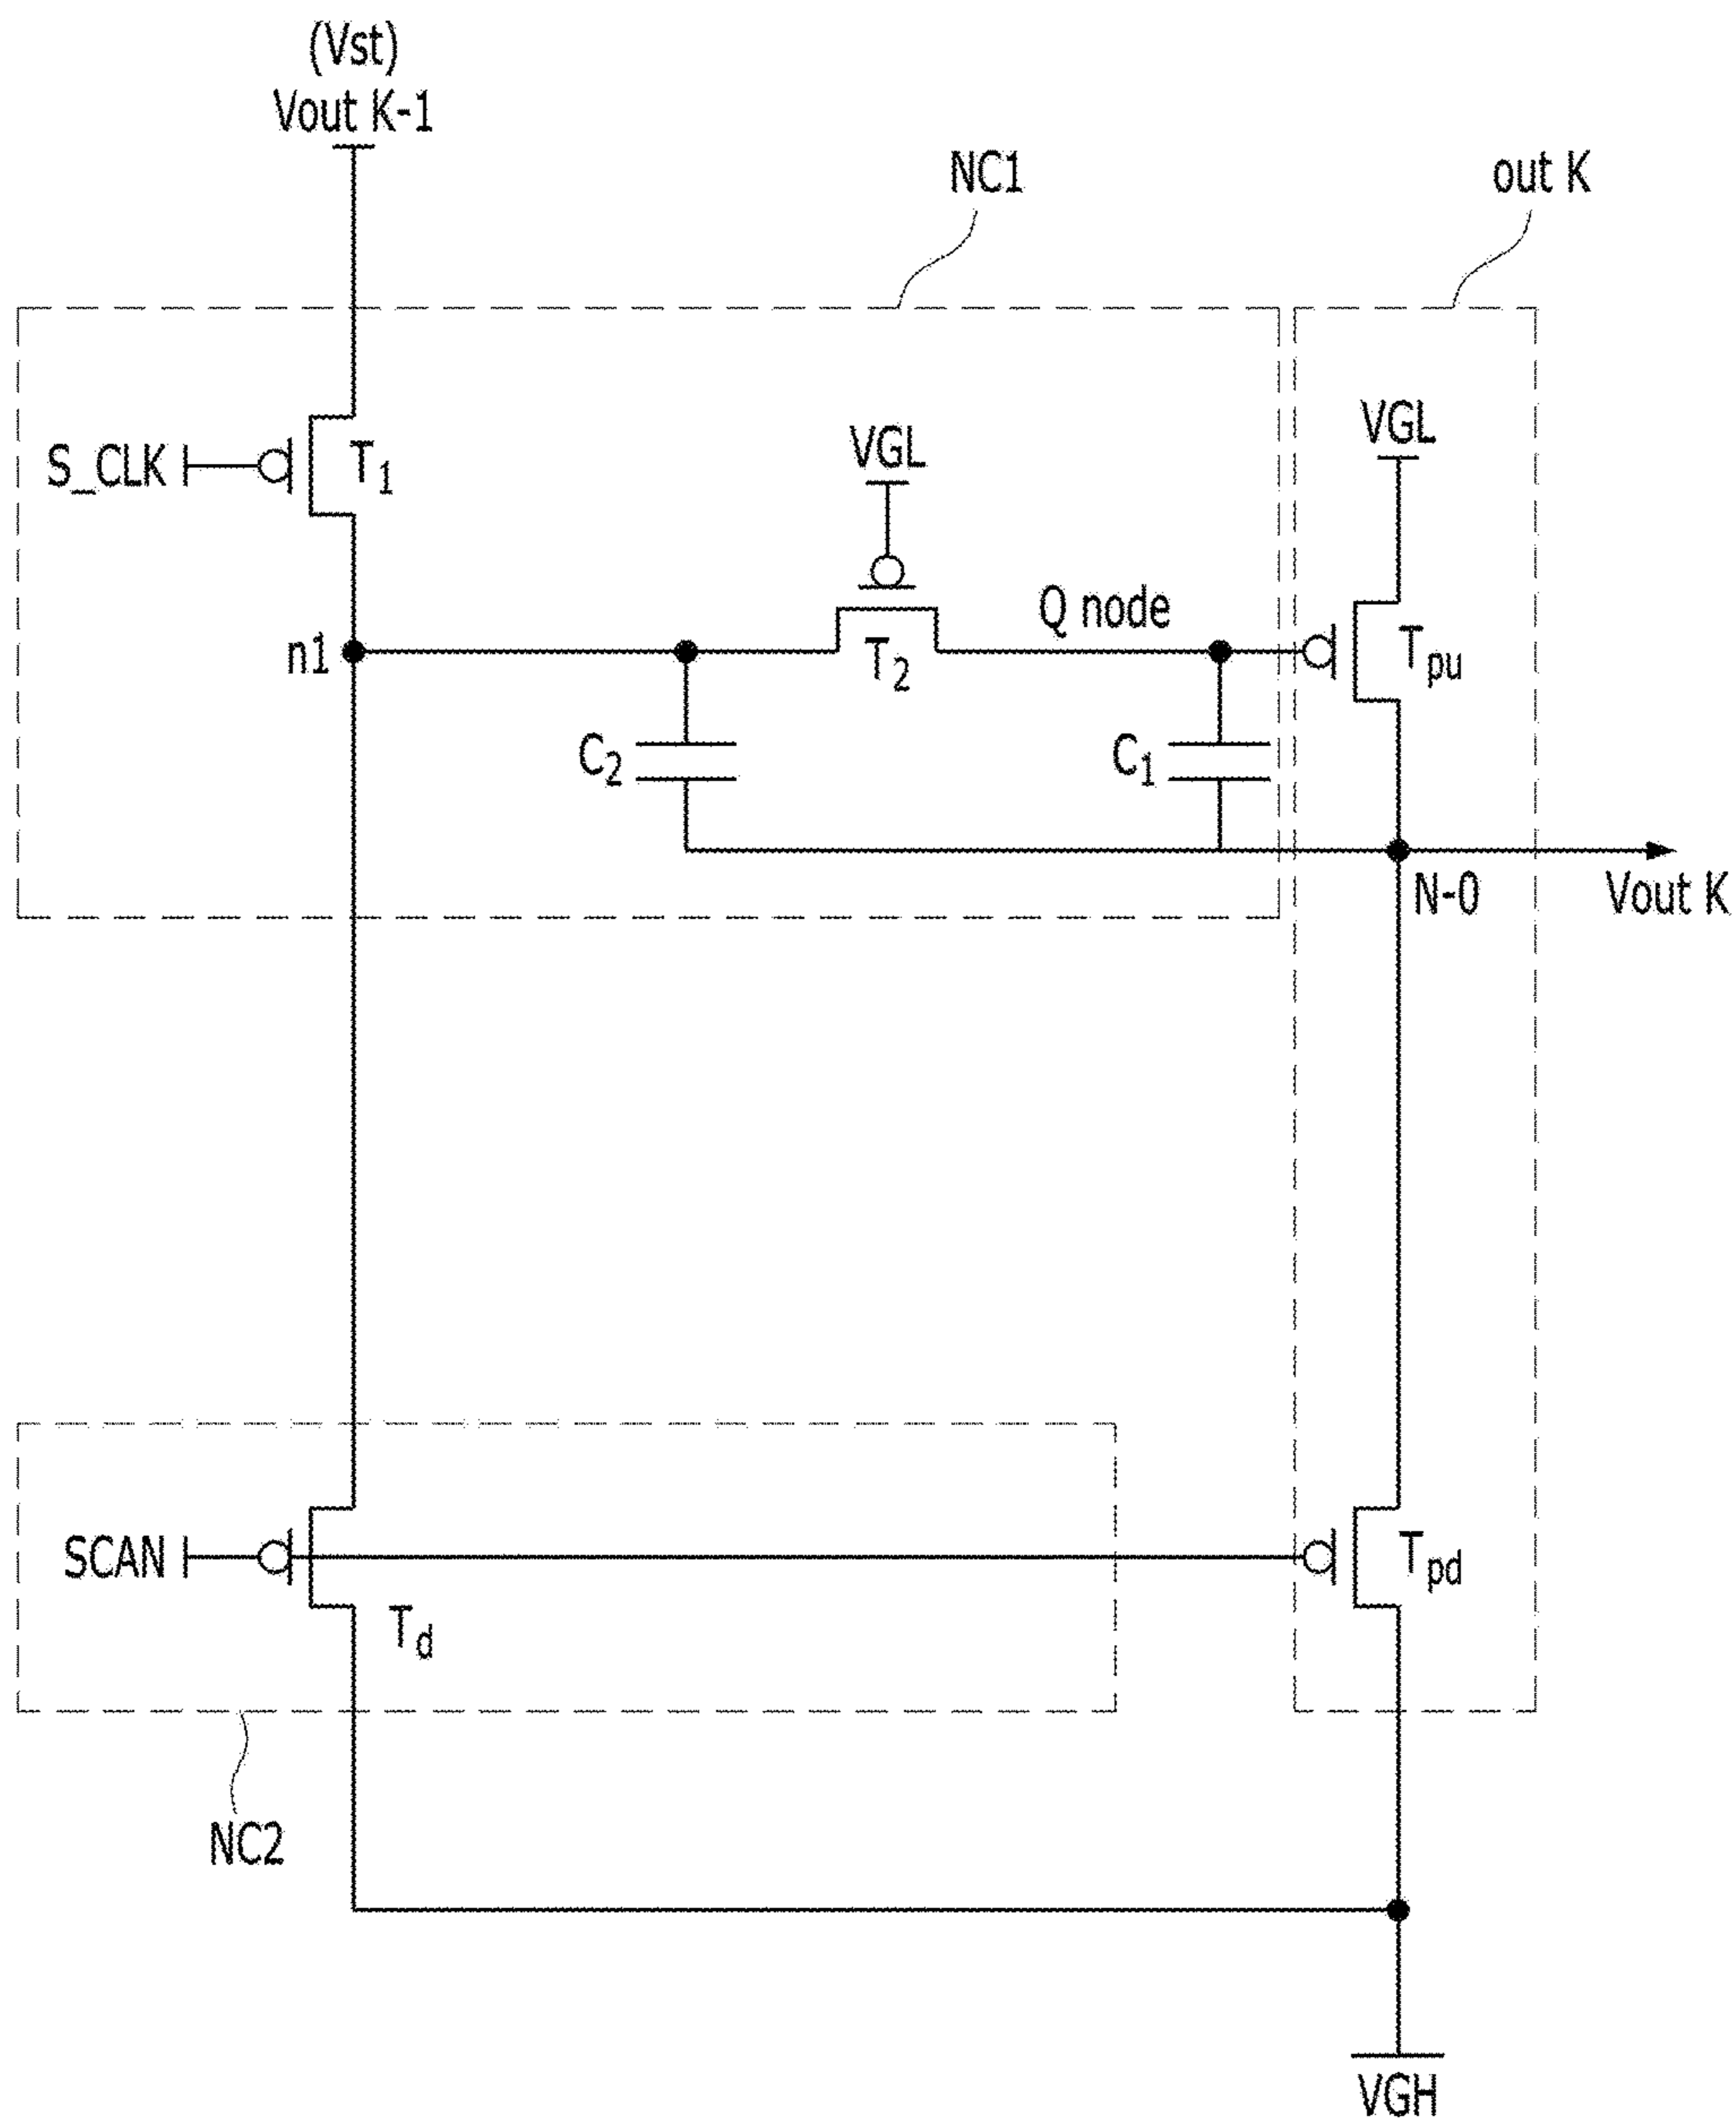 (Vst)
Vout K-1
NC1
out K
S_CLK
T1
VGL
VGL
Q node
n1
T2
Tpu
C2
C1
N-0
Vout K
SCAN
Td
Tpd
NC2
VGH